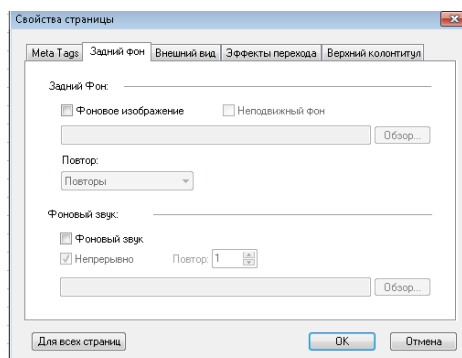 Свойства страницы
Meta Tags Задний фон Внешний вид Эффекты перехода Верхний колонтитул
Задний Фон:
Фоновое изображение Неподвижный фон
Обзор...
Повтор:
Повторы
Фоновый звук:
Фоновый звук
Непрерывно Повтор: 1
Обзор...
Для всех страниц OK Отмена